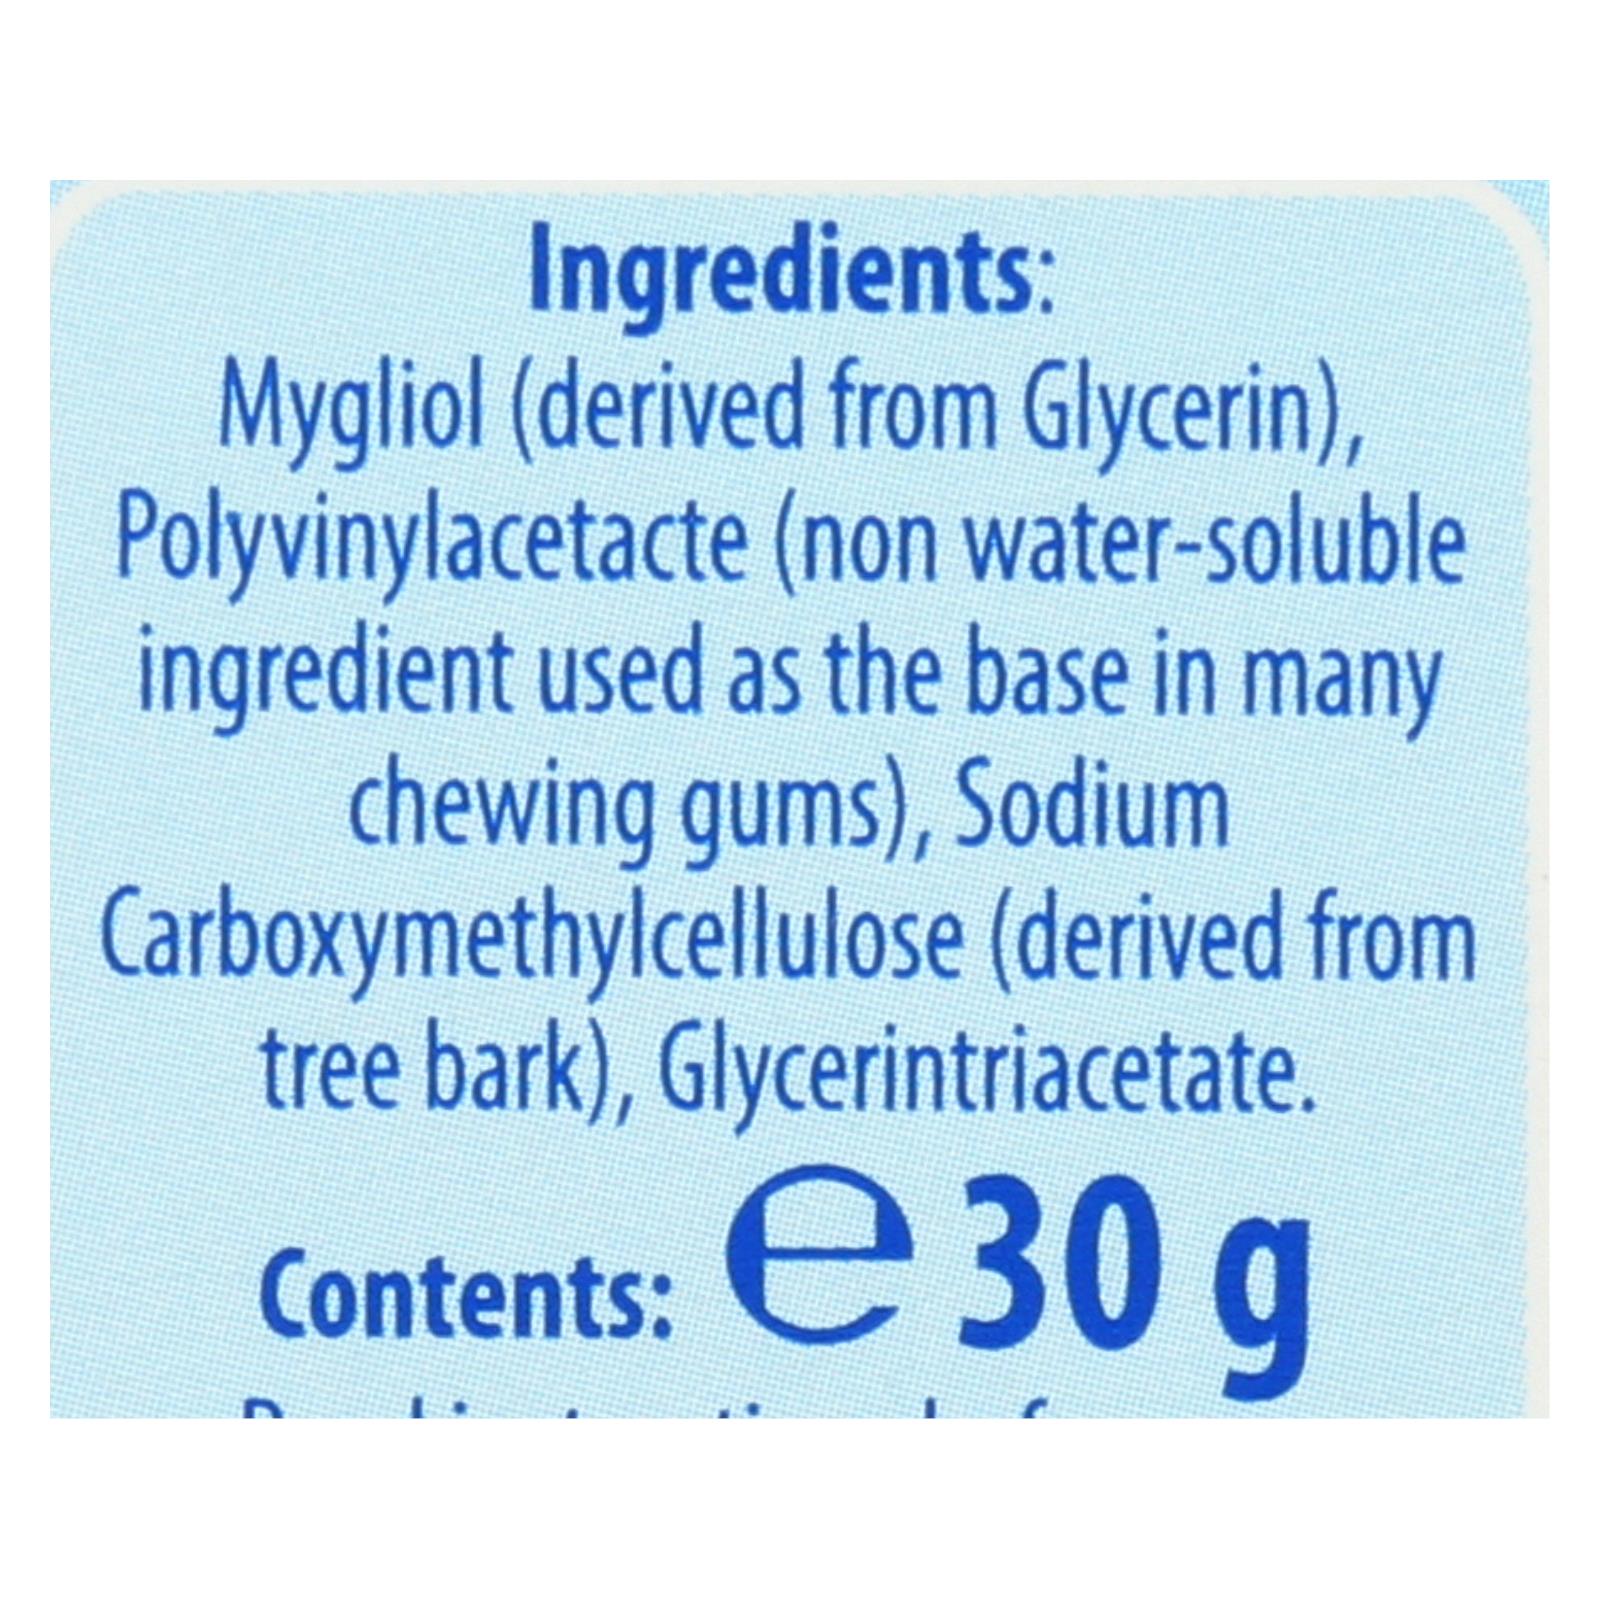 Ingredients:
Mygliol (derived from Glycerin),
Polyvinylacetacte (non water-soluble
ingredient used as the base in many
chewing gums), Sodium
Carboxymethylcellulose (derived from
tree bark), Glycerintriacetate.
Contents: ℮ 30 g